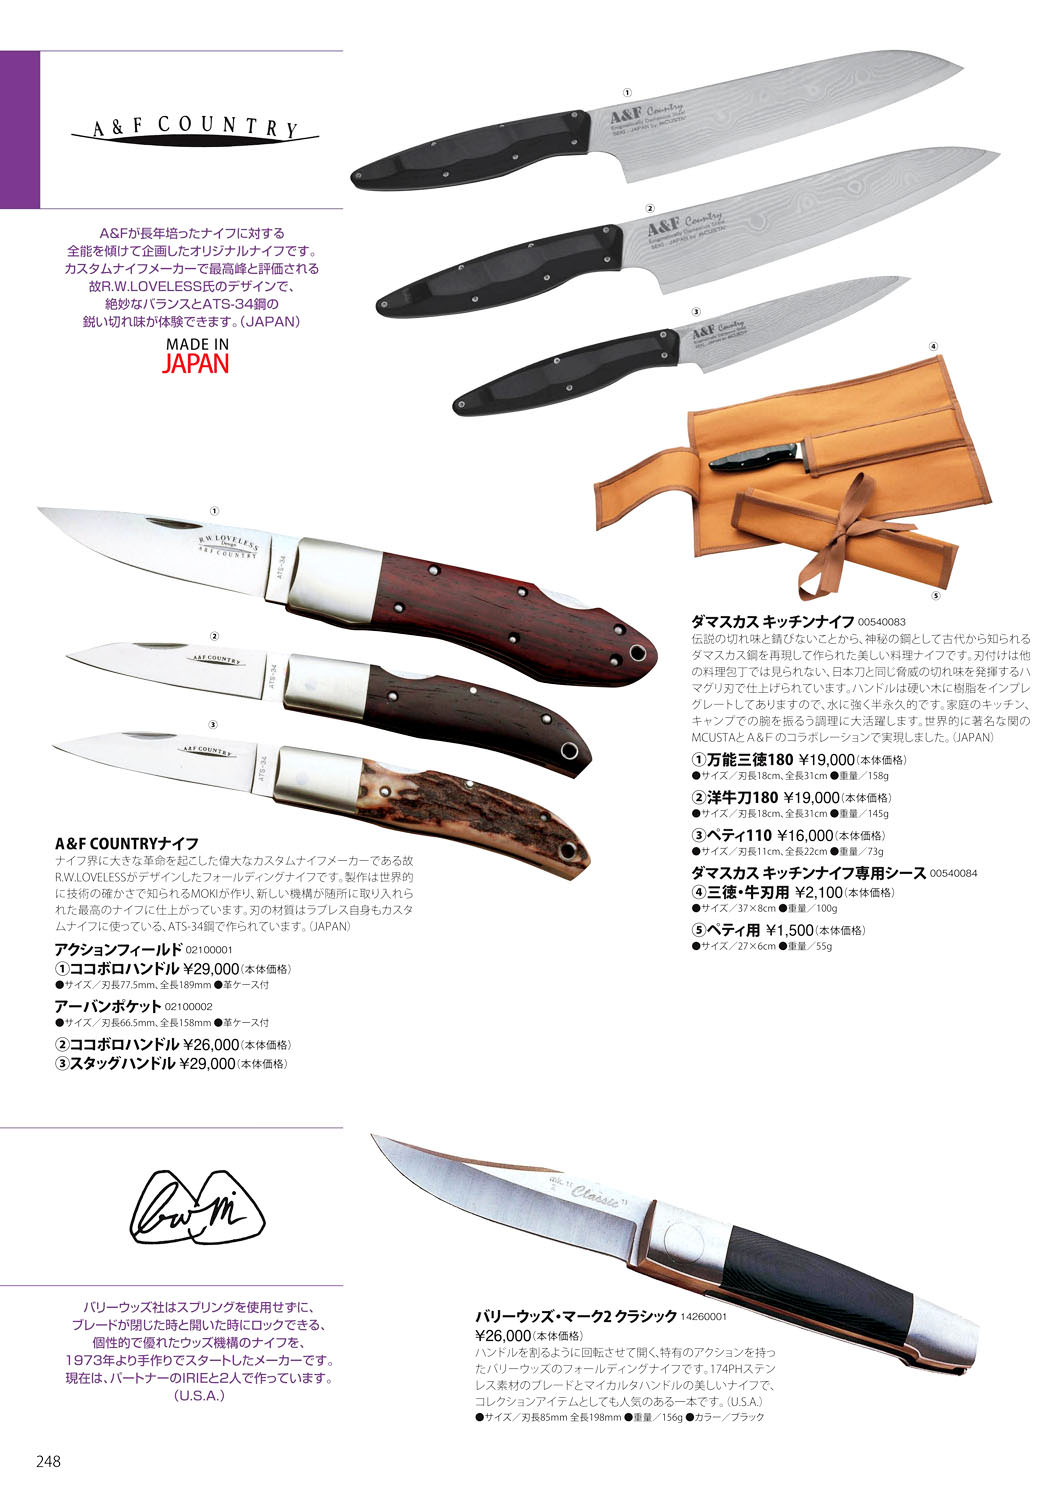 A & F COUNTRY
A&Fが長年培ったナイフに対する
全能を傾けて企画したオリジナルナイフです。
カスタムナイフメーカーで最高峰と評価される
故R.W.LOVELESS氏のデザインで、
絶妙なバランスとATS-34鋼の
鋭い切れ味が体験できます。（JAPAN）
MADE IN
JAPAN
①
A&F Country
Enigmatically Damascus Steel
SEKI - JAPAN by MCUSTA
②
A&F Country
Enigmatically Damascus Steel
SEKI - JAPAN by MCUSTA
③
A&F Country
④
⑤
①
R.W.LOVELESS
Design
A&F COUNTRY
ATS-34
②
A&F COUNTRY
ATS-34
③
A&F COUNTRY
ATS-34
A&F COUNTRYナイフ
ナイフ界に大きな革命を起こした偉大なカスタムナイフメーカーである故
R.W.LOVELESSがデザインしたフォールディングナイフです。製作は世界的
に技術の確かさで知られるMOKIが作り、新しい機構が随所に取り入れら
れた最高のナイフに仕上がっています。刃の材質はラブレス自身もカスタ
ムナイフに使っている、ATS-34鋼で作られています。（JAPAN）
アクションフィールド 02100001
①ココボロハンドル ¥29,000（本体価格）
●サイズ／刃長77.5mm、全長189mm ●革ケース付
アーバンポケット 02100002
●サイズ／刃長66.5mm、全長158mm ●革ケース付
②ココボロハンドル ¥26,000（本体価格）
③スタッグハンドル ¥29,000（本体価格）
ダマスカス キッチンナイフ 00540083
伝説の切れ味と錆びないことから、神秘の鋼として古代から知られる
ダマスカス鋼を再現して作られた美しい料理ナイフです。刃付けは他
の料理包丁では見られない、日本刀と同じ脅威の切れ味を発揮するハ
マグリ刃で仕上げられています。ハンドルは硬い木に樹脂をインプレ
グレートしてありますので、水に強く半永久的です。家庭のキッチン、
キャンプでの腕を振るう調理に大活躍します。世界的に著名な関の
MCUSTAとA＆Fのコラボレーションで実現しました。（JAPAN）
①万能三徳180 ¥19,000（本体価格）
●サイズ／刃長18cm、全長31cm ●重量／158g
②洋牛刀180 ¥19,000（本体価格）
●サイズ／刃長18cm、全長31cm ●重量／145g
③ペティ110 ¥16,000（本体価格）
●サイズ／刃長11cm、全長22cm ●重量／73g
ダマスカス キッチンナイフ専用シース 00540084
④三徳・牛刃用 ¥2,100（本体価格）
●サイズ／37×8cm ●重量／100g
⑤ペティ用 ¥1,500（本体価格）
●サイズ／27×6cm ●重量／55g
bw m
バリーウッズ社はスプリングを使用せずに、
ブレードが閉じた時と開いた時にロックできる、
個性的で優れたウッズ機構のナイフを、
1973年より手作りでスタートしたメーカーです。
現在は、パートナーのIRIEと2人で作っています。
（U.S.A.）
"Classic"
バリーウッズ・マーク2 クラシック 14260001
¥26,000（本体価格）
ハンドルを割るように回転させて開く、特有のアクションを持っ
たバリーウッズのフォールディングナイフです。174PHステン
レス素材のブレードとマイカルタハンドルの美しいナイフで、
コレクションアイテムとしても人気のある一本です。（U.S.A.）
●サイズ／刃長85mm 全長198mm ●重量／156g ●カラー／ブラック
248